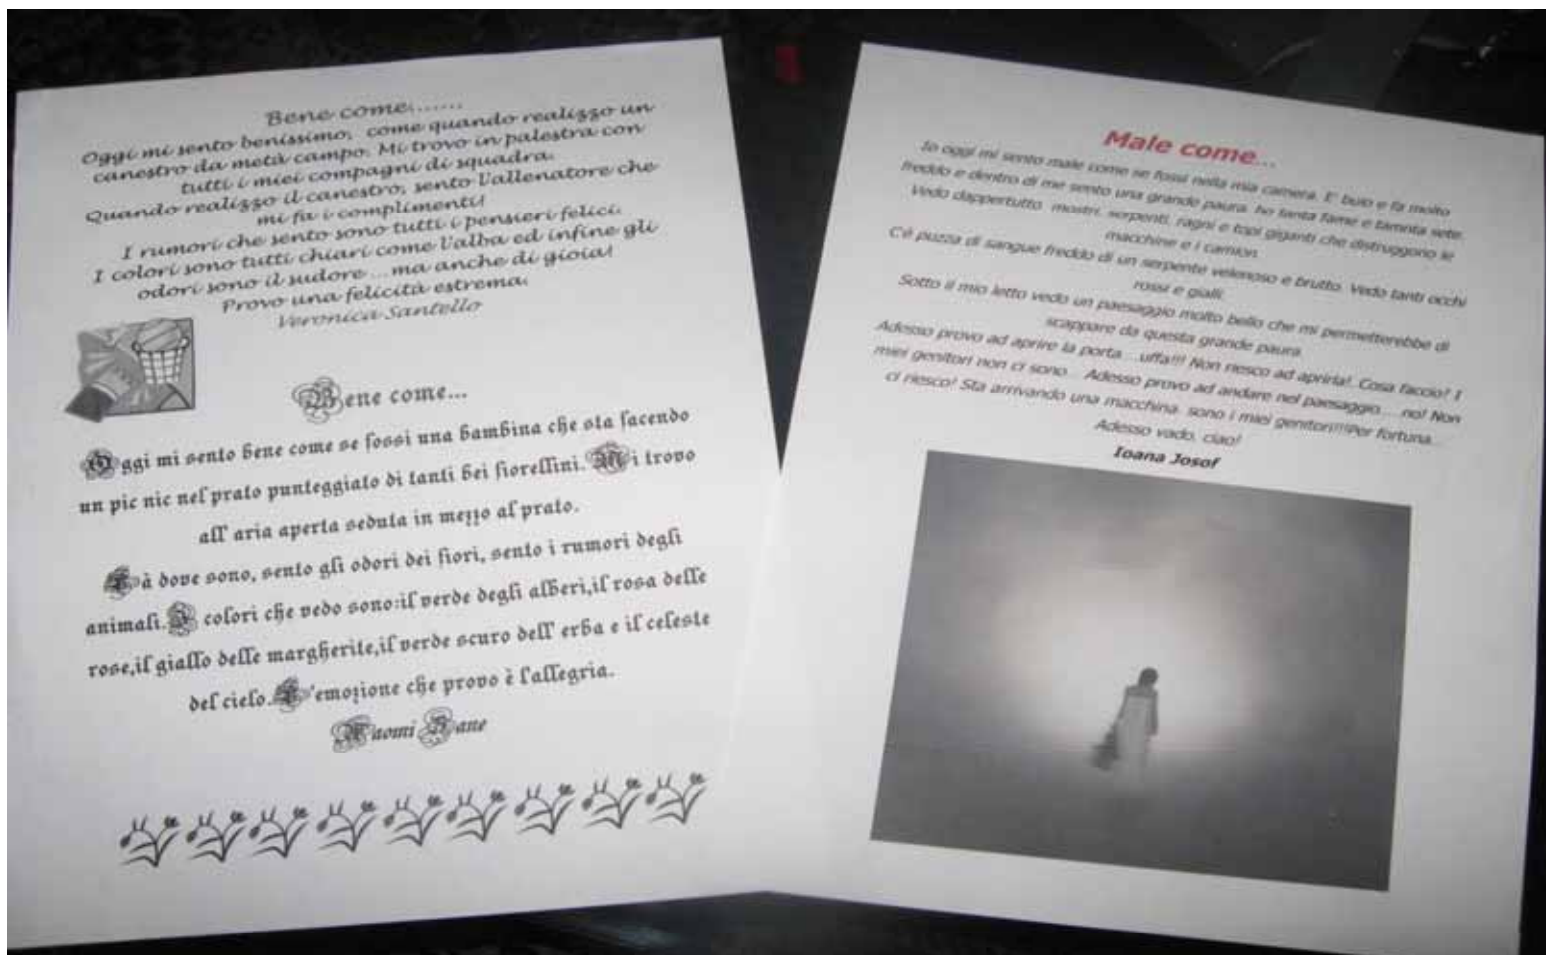 Bene come.......
Oggi mi sento benissimo, come quando realizzo un
canestro da metà campo. Mi trovo in palestra con
tutti i miei compagni di squadra.
Quando realizzo il canestro, sento l'allenatore che
mi fa i complimenti!
I rumori che sento sono tutti i pensieri felici.
I colori sono tutti chiari come l'alba ed infine gli
odori sono il sudore ...ma anche di gioia!
Provo una felicità estrema.
Veronica Santello
Bene come...
Oggi mi sento bene come se fossi una bambina che sta facendo
un pic nic nel prato punteggiato di tanti bei fiorellini. Mi trovo
all' aria aperta seduta in mezzo al prato.
Là dove sono, sento gli odori dei fiori, sento i rumori degli
animali. I colori che vedo sono:il verde degli alberi,il rosa delle
rose,il giallo delle margherite,il verde scuro dell' erba e il celeste
del cielo. L'emozione che provo è l'allegria.
Naomi Zane
Male come...
Io oggi mi sento male come se fossi nella mia camera. E' buio e fa molto
freddo e dentro di me sento una grande paura, ho tanta fame e tamnta sete.
Vedo dappertutto mostri, serpenti, ragni e topi giganti che distruggono le
macchine e i camion.
C'è puzza di sangue freddo di un serpente velenoso e brutto. Vedo tanti occhi
rossi e gialli.
Sotto il mio letto vedo un paesaggio molto bello che mi permetterebbe di
scappare da questa grande paura.
Adesso provo ad aprire la porta....uffa!!! Non riesco ad aprirla!. Cosa faccio? I
miei genitori non ci sono... Adesso provo ad andare nel paesaggio.... no! Non
ci riesco! Sta arrivando una macchina. sono i miei genitori!!!Per fortuna...
Adesso vado, ciao!
Ioana Josof